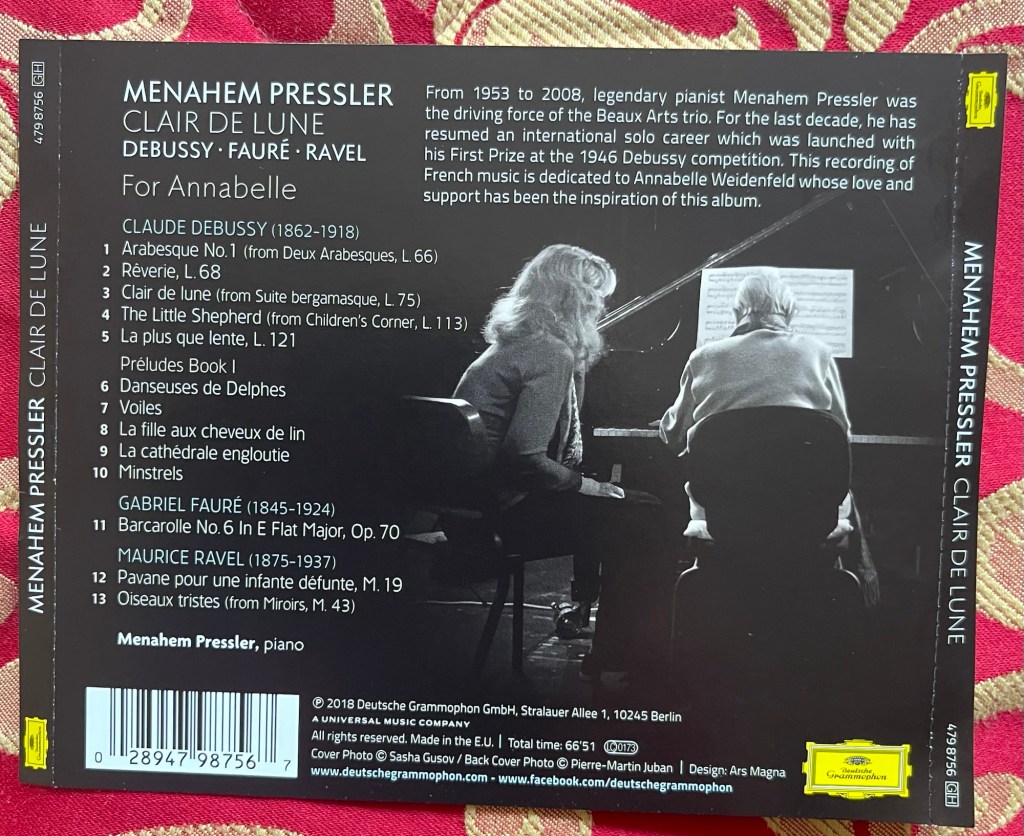 479 8756 GH
MENAHEM PRESSLER CLAIR DE LUNE
MENAHEM PRESSLER
CLAIR DE LUNE
DEBUSSY · FAURÉ · RAVEL
For Annabelle
From 1953 to 2008, legendary pianist Menahem Pressler was
the driving force of the Beaux Arts trio. For the last decade, he has
resumed an international solo career which was launched with
his First Prize at the 1946 Debussy competition. This recording of
French music is dedicated to Annabelle Weidenfeld whose love and
support has been the inspiration of this album.
CLAUDE DEBUSSY (1862-1918)
1 Arabesque No. 1 (from Deux Arabesques, L. 66)
2 Rêverie, L. 68
3 Clair de lune (from Suite bergamasque, L. 75)
4 The Little Shepherd (from Children's Corner, L. 113)
5 La plus que lente, L. 121
Préludes Book I
6 Danseuses de Delphes
7 Voiles
8 La fille aux cheveux de lin
9 La cathédrale engloutie
10 Minstrels
GABRIEL FAURÉ (1845-1924)
11 Barcarolle No. 6 In E Flat Major, Op. 70
MAURICE RAVEL (1875-1937)
12 Pavane pour une infante défunte, M. 19
13 Oiseaux tristes (from Miroirs, M. 43)
Menahem Pressler, piano
0 28947 98756 7
℗ 2018 Deutsche Grammophon GmbH, Stralauer Allee 1, 10245 Berlin
A UNIVERSAL MUSIC COMPANY
All rights reserved. Made in the E.U. | Total time: 66'51 LC 0173
Cover Photo © Sasha Gusov / Back Cover Photo © Pierre-Martin Juban | Design: Ars Magna
www.deutschegrammophon.com - www.facebook.com/deutschegrammophon
Deutsche
Grammophon
MENAHEM PRESSLER CLAIR DE LUNE
479 8756 GH